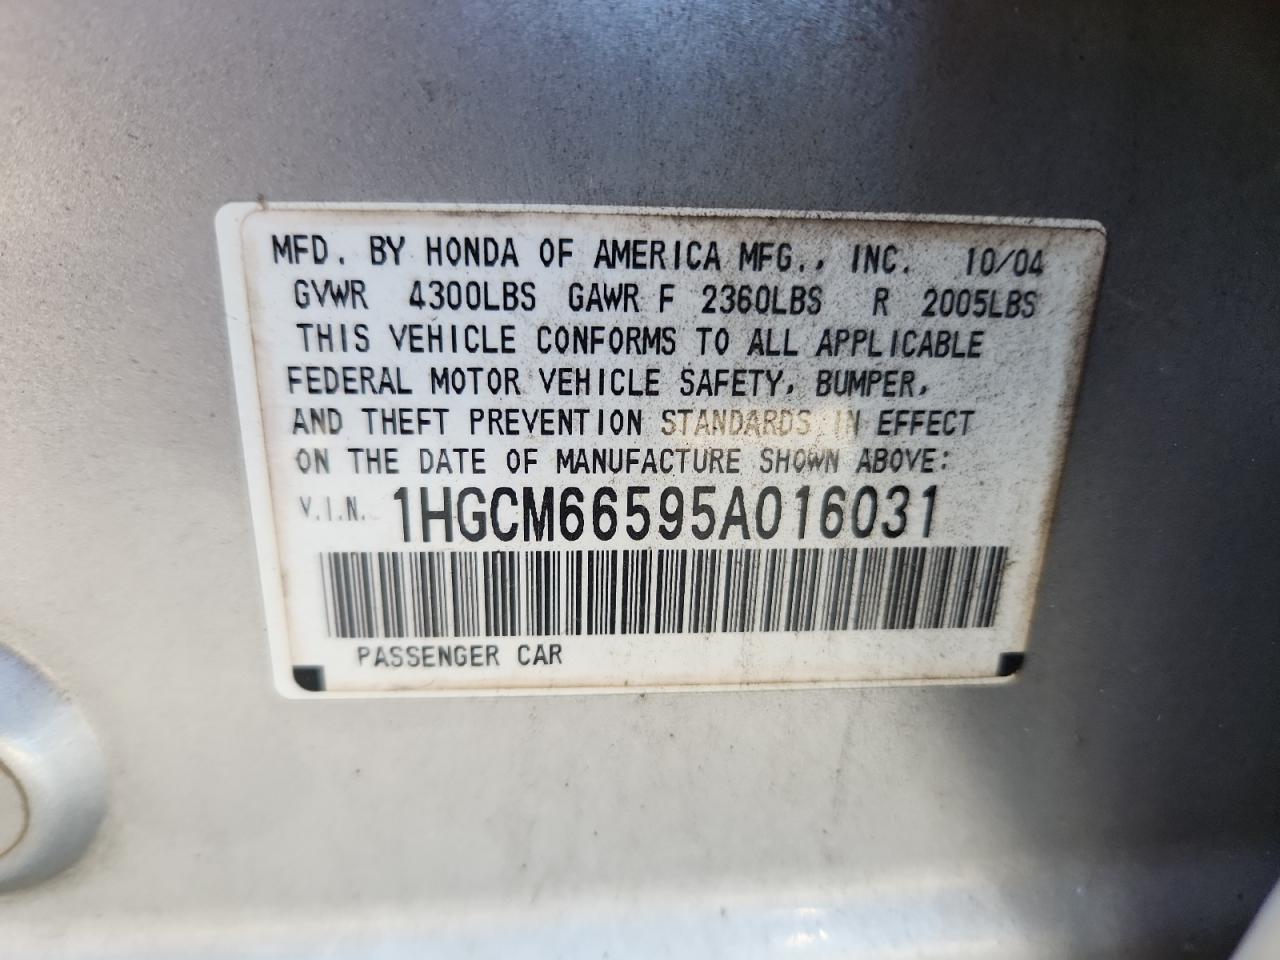 MFD. BY HONDA OF AMERICA MFG., INC. 10/04
GVWR 4300LBS GAWR F 2360LBS R 2005LBS
THIS VEHICLE CONFORMS TO ALL APPLICABLE
FEDERAL MOTOR VEHICLE SAFETY, BUMPER,
AND THEFT PREVENTION STANDARDS IN EFFECT
ON THE DATE OF MANUFACTURE SHOWN ABOVE:
V.I.N. 1HGCM66595A016031
PASSENGER CAR